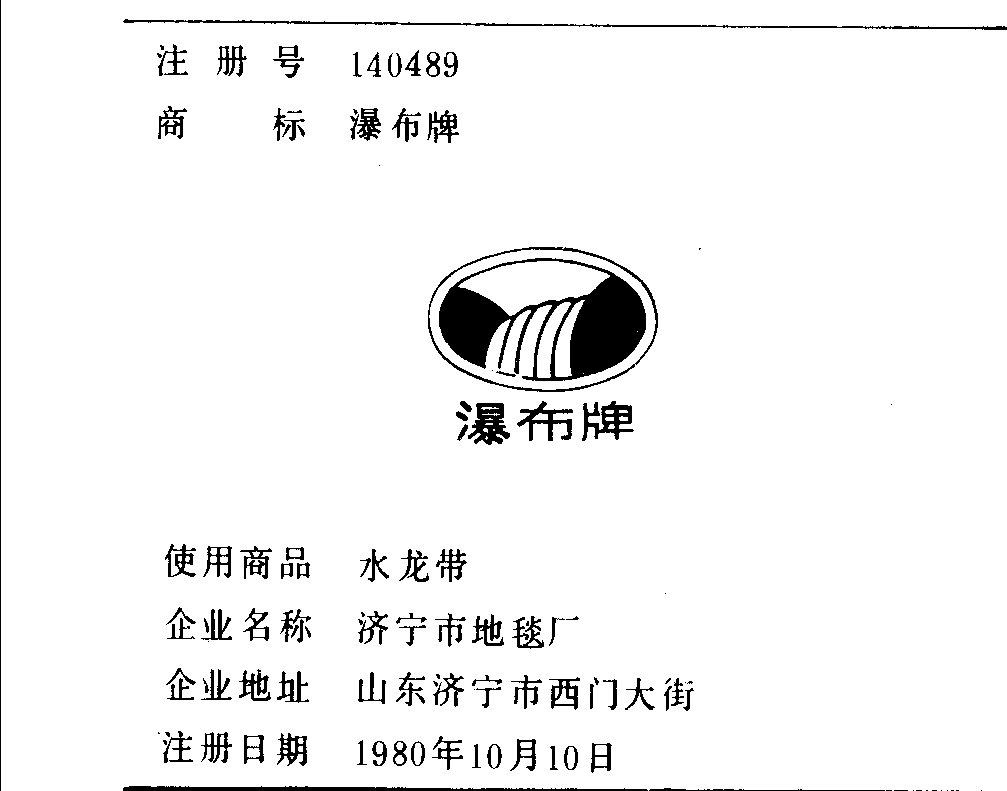 注册号 140489
商标 瀑布牌
瀑布牌
使用商品 水龙带
企业名称 济宁市地毯厂
企业地址 山东济宁市西门大街
注册日期 1980年10月10日